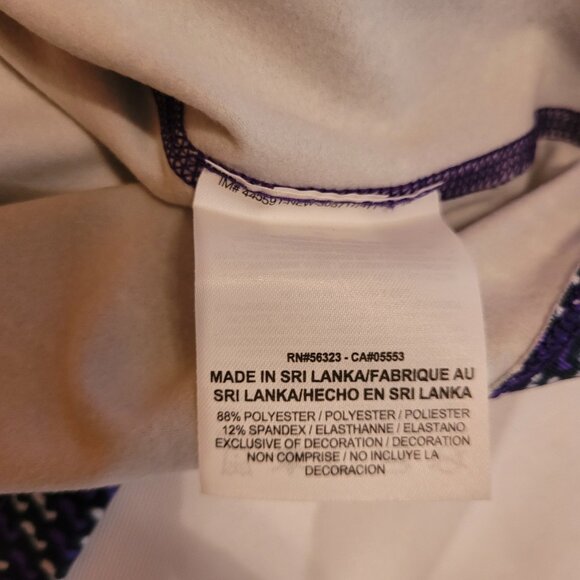 RN#56323 - CA#05553
MADE IN SRI LANKA/FABRIQUE AU
SRI LANKA/HECHO EN SRI LANKA
88% POLYESTER / POLYESTER / POLIESTER
12% SPANDEX / ELASTHANNE / ELASTANO
EXCLUSIVE OF DECORATION / DECORATION
NON COMPRISE / NO INCLUYE LA
DECORACIÓN